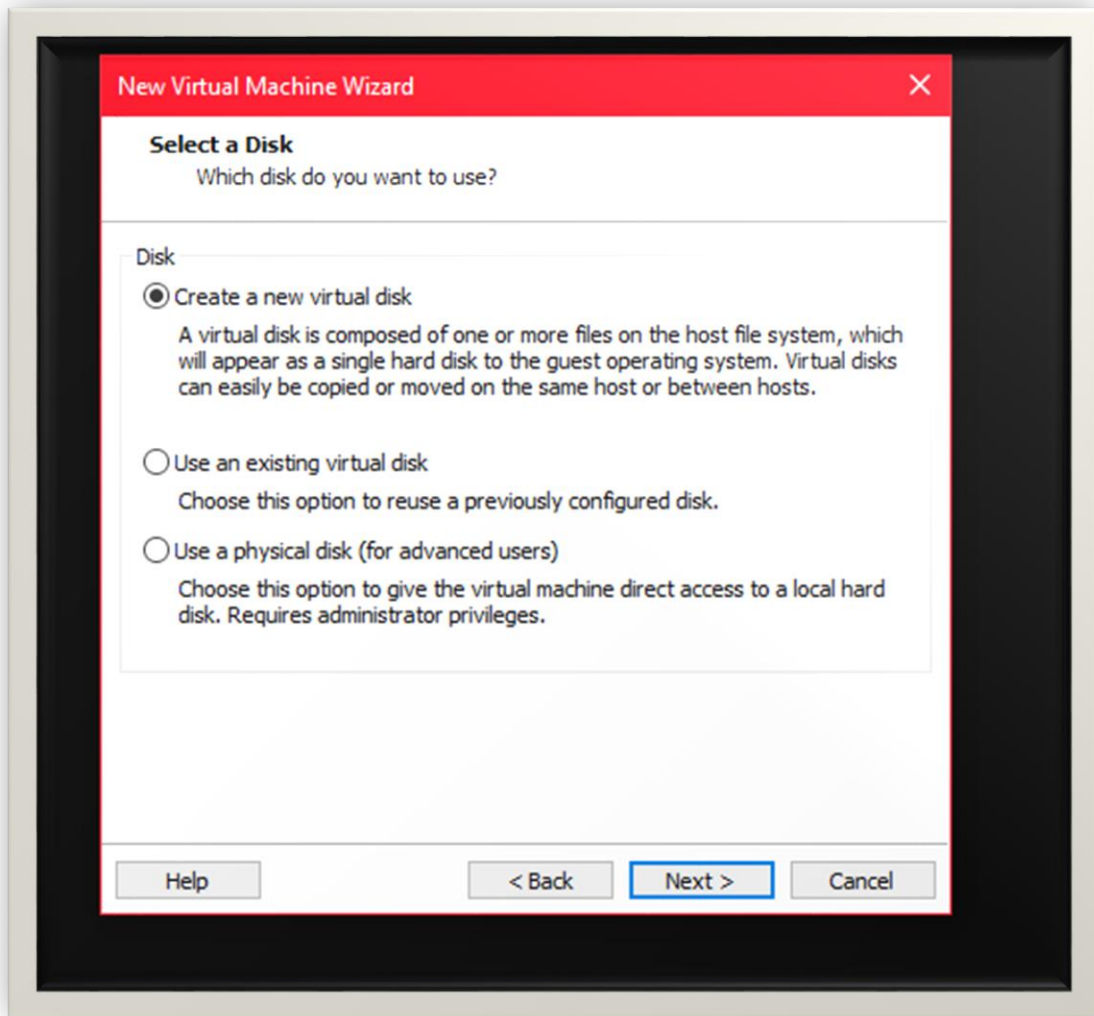 New Virtual Machine Wizard
Select a Disk
Which disk do you want to use?
Disk
Create a new virtual disk
A virtual disk is composed of one or more files on the host file system, which
will appear as a single hard disk to the guest operating system. Virtual disks
can easily be copied or moved on the same host or between hosts.
Use an existing virtual disk
Choose this option to reuse a previously configured disk.
Use a physical disk (for advanced users)
Choose this option to give the virtual machine direct access to a local hard
disk. Requires administrator privileges.
Help < Back Next > Cancel